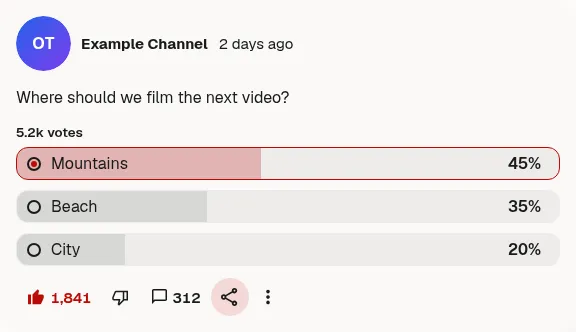 OT
Example Channel 2 days ago
Where should we film the next video?
5.2k votes
Mountains 45%
Beach 35%
City 20%
1,841 312